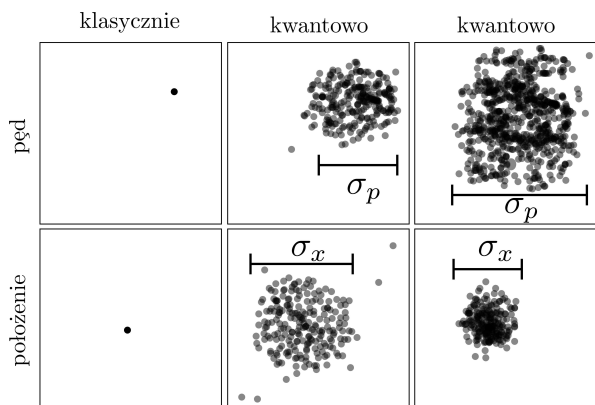 klasycznie
kwantowo
kwantowo
pęd
σp
σp
położenie
σx
σx